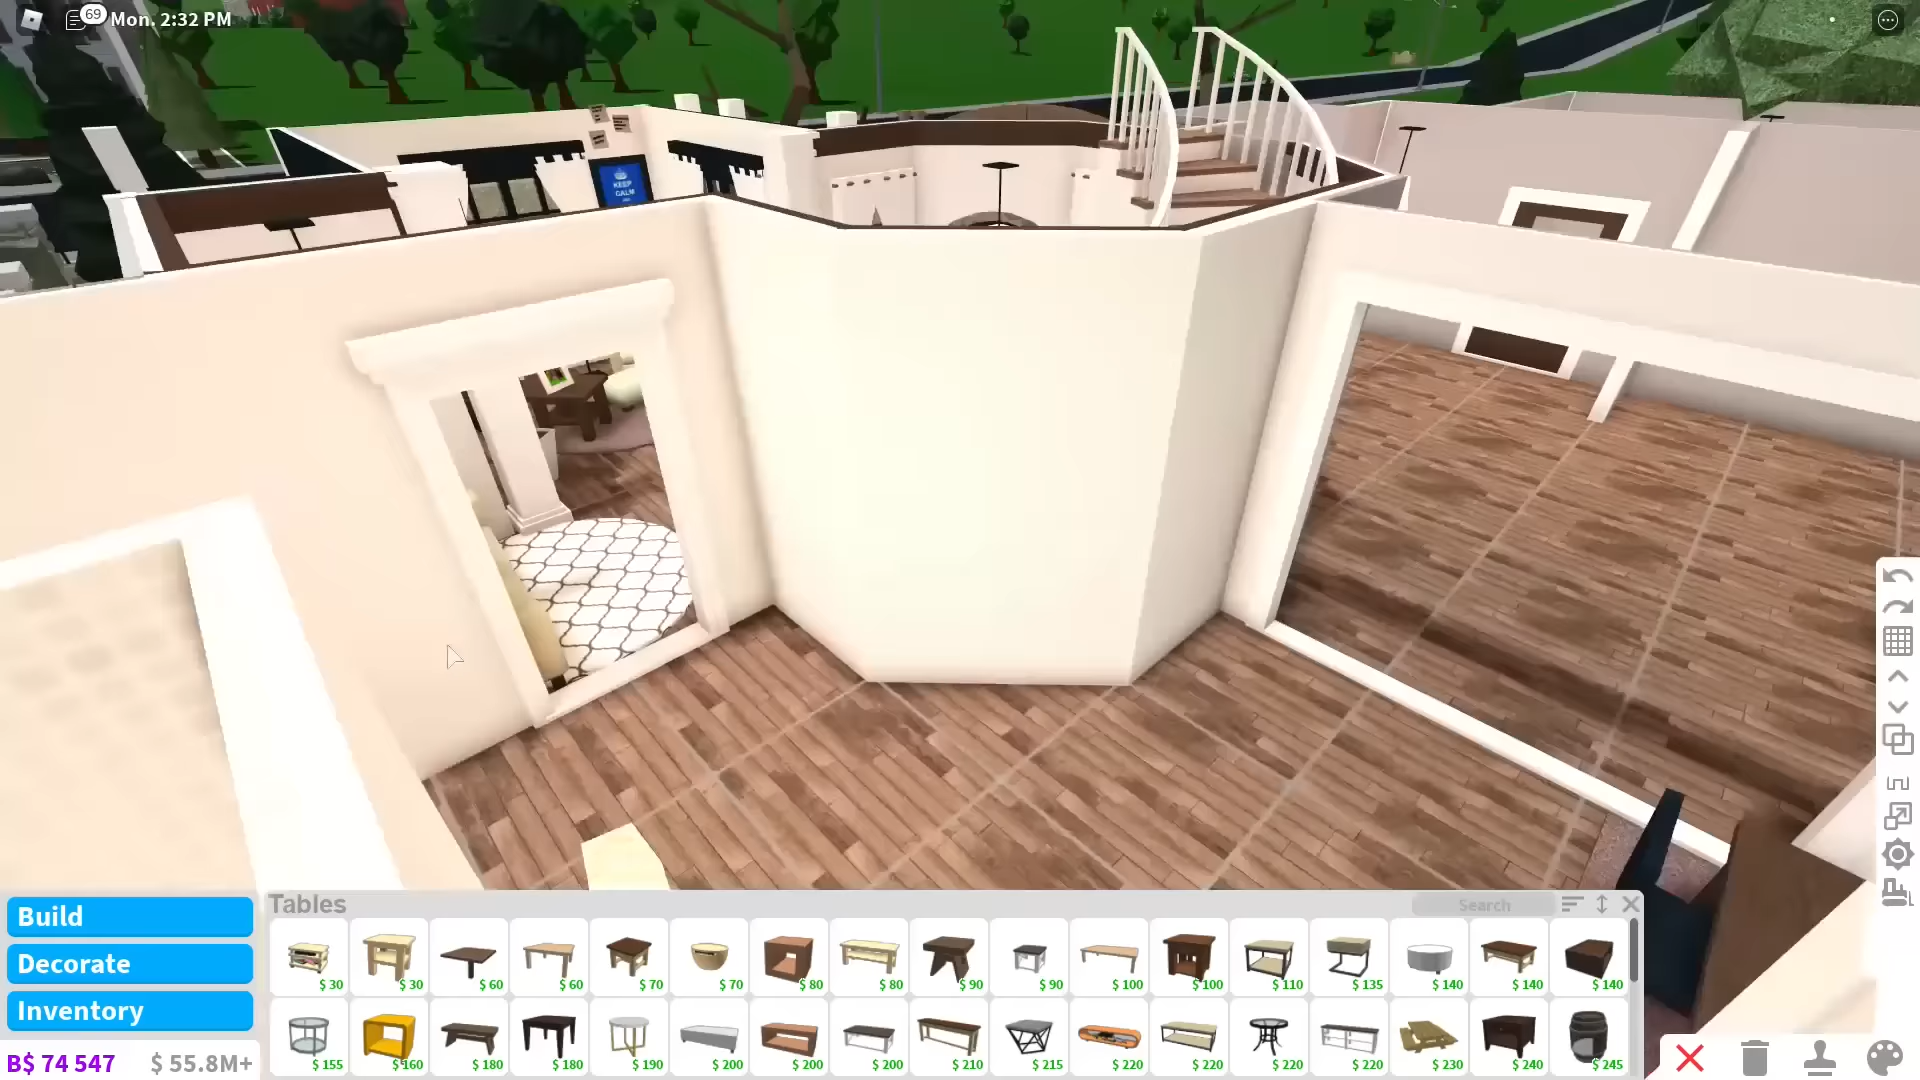 69 Mon. 2:32 PM
KEEP
CALM
Build
Decorate
Inventory
B$ 74 547 $ 55.8M+
Tables
Search
$ 30 $ 30 $ 60 $ 60 $ 70 $ 70 $ 80 $ 80 $ 90 $ 90 $ 100 $ 100 $ 110 $ 135 $ 140 $ 140 $ 140
$ 155 $ 160 $ 180 $ 180 $ 190 $ 200 $ 200 $ 200 $ 210 $ 215 $ 220 $ 220 $ 220 $ 220 $ 230 $ 240 $ 245